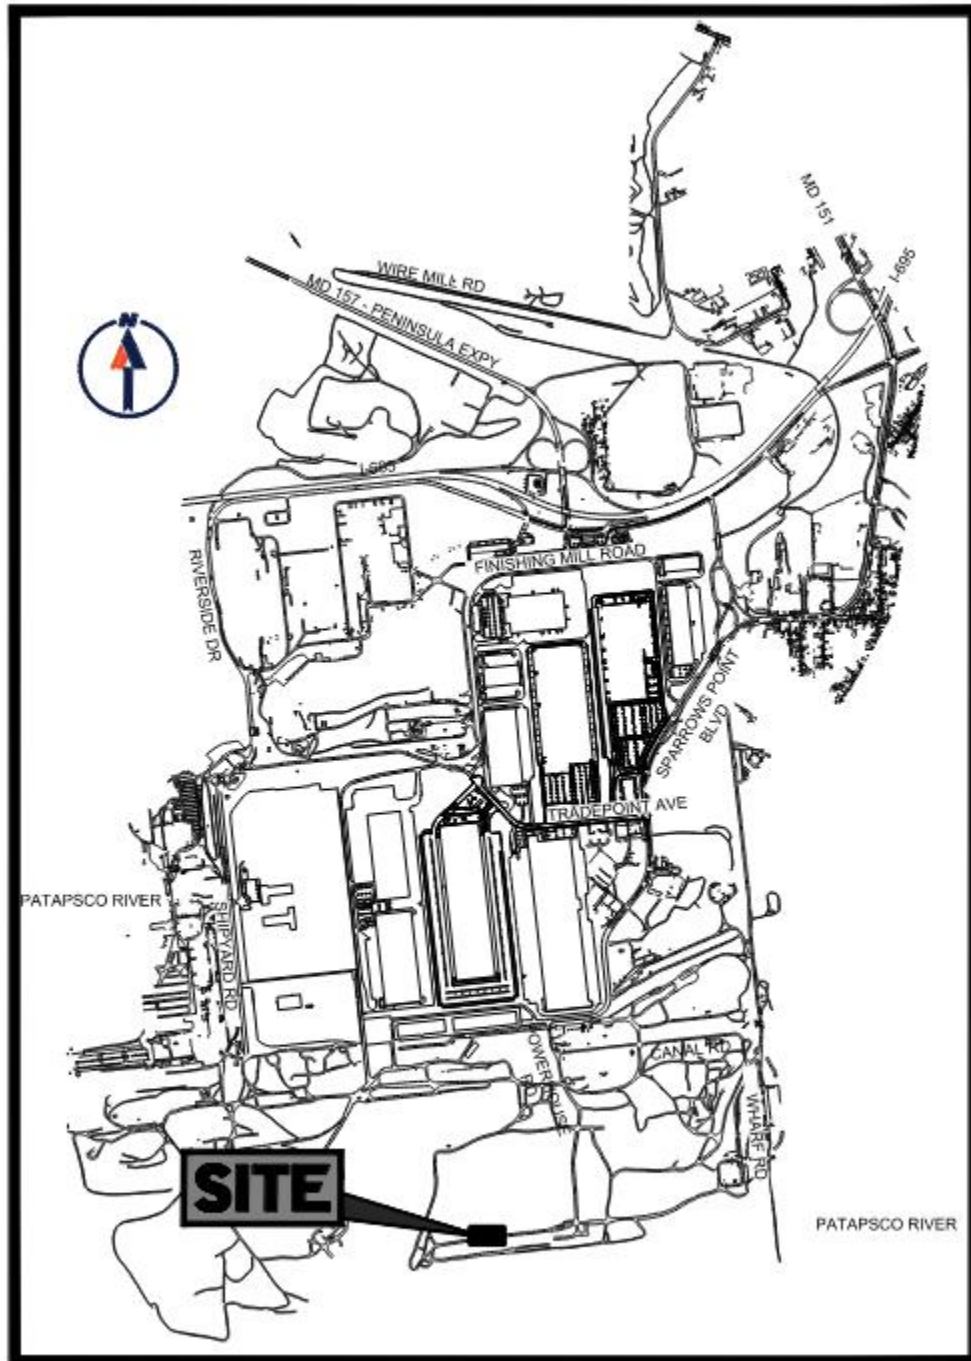 N
MD 151
I-695
WIRE MILL RD
MD 157 - PENINSULA EXPY
I-695
FINISHING MILL ROAD
RIVERSIDE DR
SPARROWS POINT
BLVD
TRADEPOINT AVE
PATAPSCO RIVER
SHIPYARD RD
CANAL RD
WHARF RD
SITE
PATAPSCO RIVER